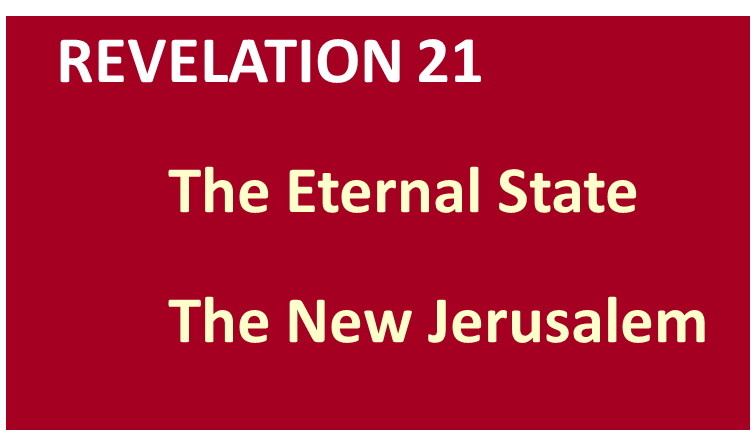 REVELATION 21
The Eternal State
The New Jerusalem